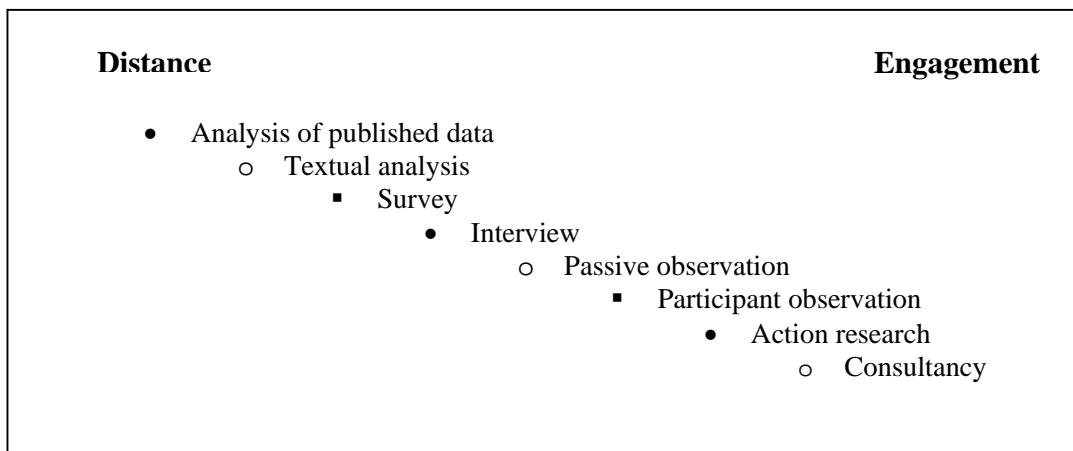 Distance Engagement
• Analysis of published data
o Textual analysis
▪ Survey
• Interview
o Passive observation
▪ Participant observation
• Action research
o Consultancy